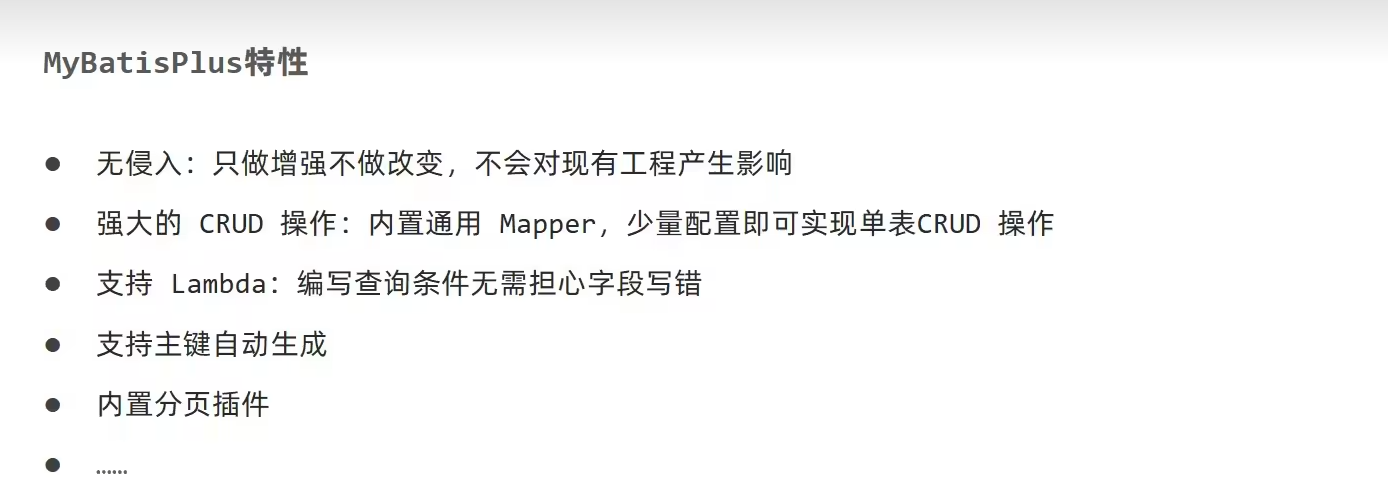 MyBatisPlus特性
● 无侵入：只做增强不做改变，不会对现有工程产生影响
● 强大的 CRUD 操作：内置通用 Mapper，少量配置即可实现单表CRUD 操作
● 支持 Lambda：编写查询条件无需担心字段写错
● 支持主键自动生成
● 内置分页插件
● ……